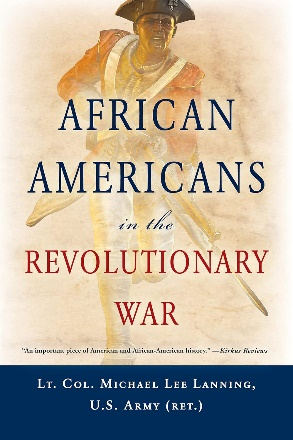 AFRICAN
AMERICANS
in the
REVOLUTIONARY
WAR
"An important piece of American and African-American history." —Kirkus Reviews
LT. COL. MICHAEL LEE LANNING,
U.S. ARMY (RET.)